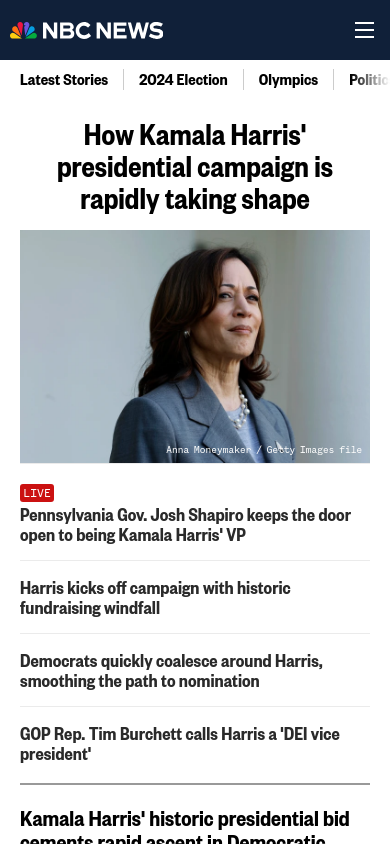 NBC NEWS
Latest Stories
2024 Election
Olympics
Politic
How Kamala Harris'
presidential campaign is
rapidly taking shape
Anna Moneymaker / Getty Images file
LIVE
Pennsylvania Gov. Josh Shapiro keeps the door
open to being Kamala Harris' VP
Harris kicks off campaign with historic
fundraising windfall
Democrats quickly coalesce around Harris,
smoothing the path to nomination
GOP Rep. Tim Burchett calls Harris a 'DEI vice
president'
Kamala Harris' historic presidential bid
cements rapid ascent in Democratic